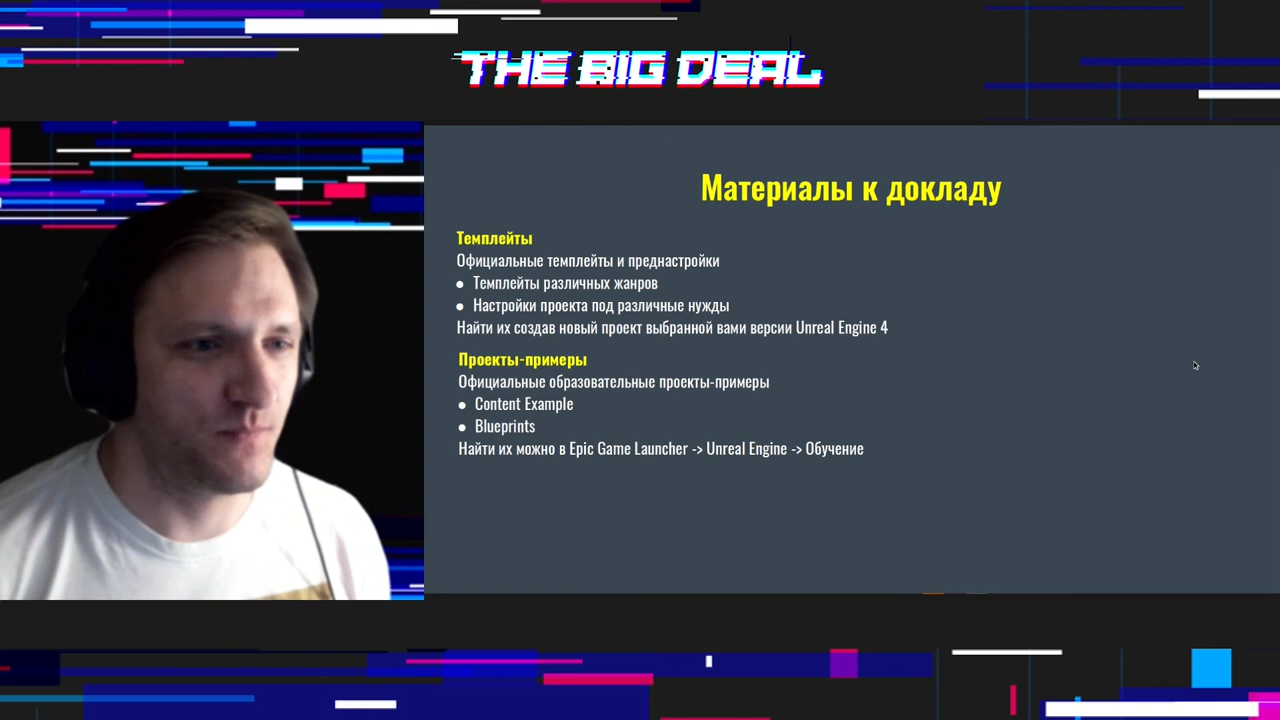 THE BIG DEAL
Материалы к докладу
Темплейты
Официальные темплейты и преднастройки
● Темплейты различных жанров
● Настройки проекта под различные нужды
Найти их создав новый проект выбранной вами версии Unreal Engine 4
Проекты-примеры
Официальные образовательные проекты-примеры
● Content Example
● Blueprints
Найти их можно в Epic Game Launcher -> Unreal Engine -> Обучение